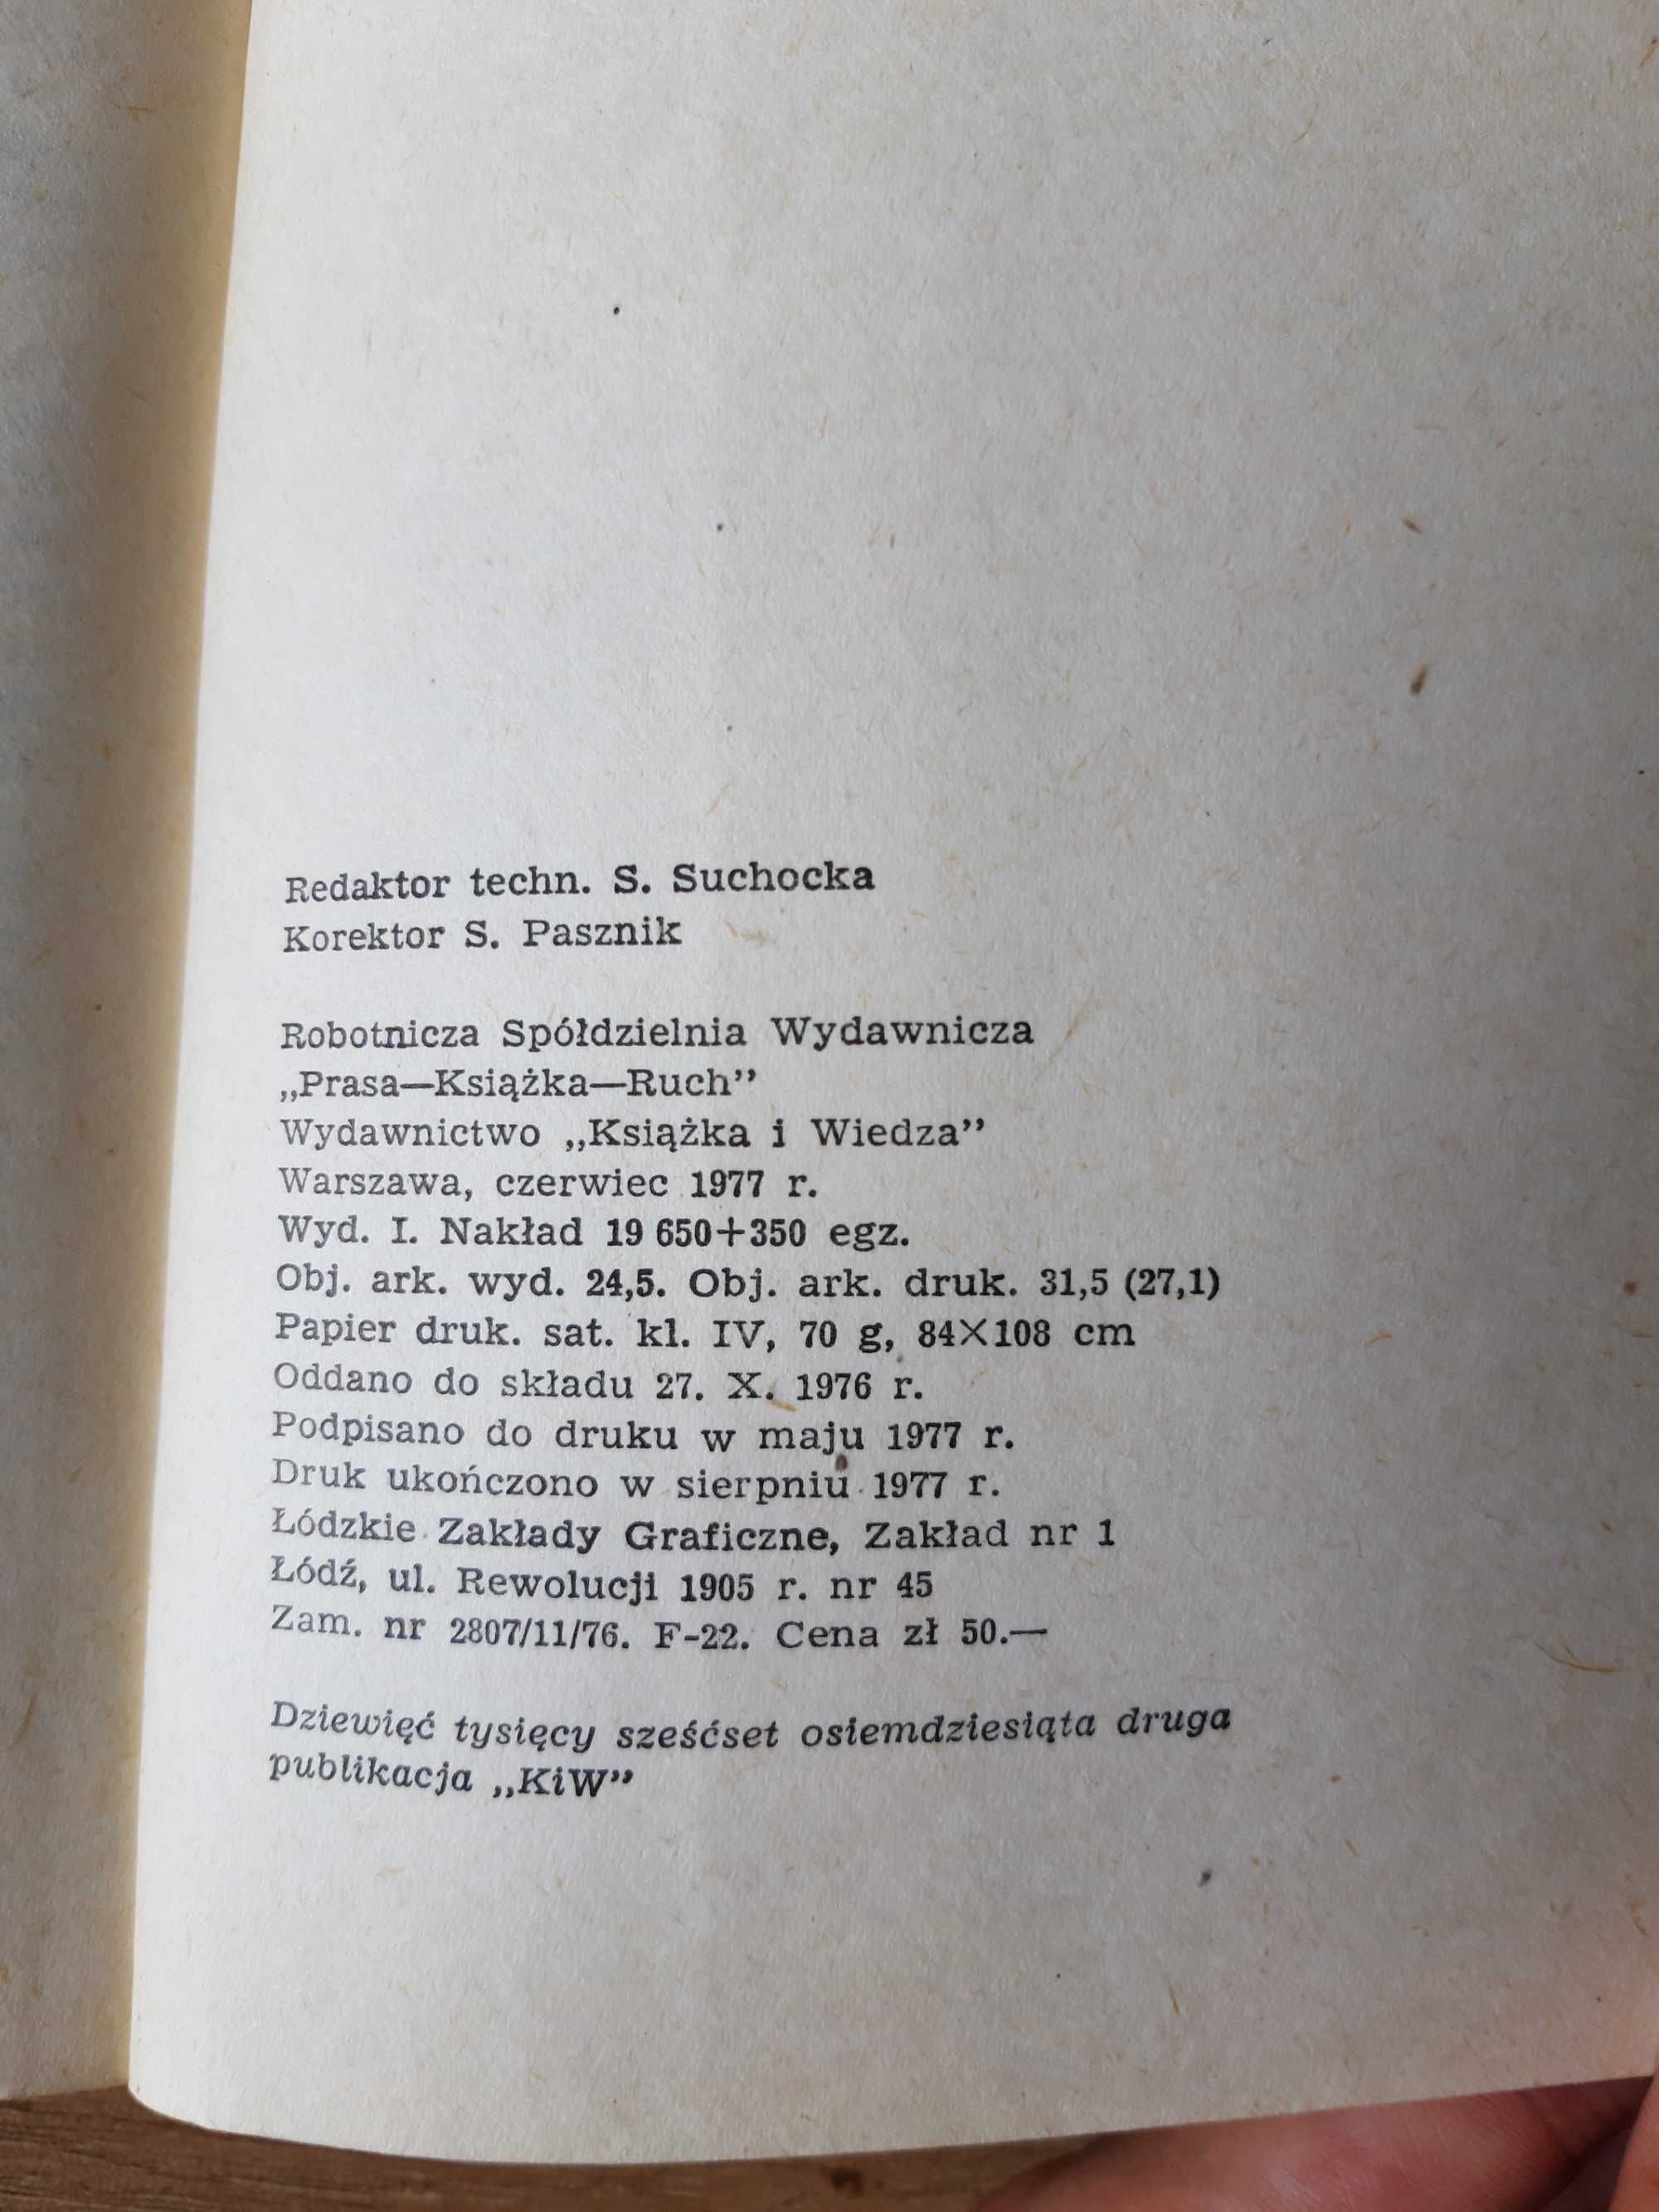 Redaktor techn. S. Suchocka
Korektor S. Pasznik
Robotnicza Spółdzielnia Wydawnicza
„Prasa—Książka—Ruch”
Wydawnictwo „Książka i Wiedza”
Warszawa, czerwiec 1977 r.
Wyd. I. Nakład 19 650+350 egz.
Obj. ark. wyd. 24,5. Obj. ark. druk. 31,5 (27,1)
Papier druk. sat. kl. IV, 70 g, 84×108 cm
Oddano do składu 27. X. 1976 r.
Podpisano do druku w maju 1977 r.
Druk ukończono w sierpniu 1977 r.
Łódzkie Zakłady Graficzne, Zakład nr 1
Łódź, ul. Rewolucji 1905 r. nr 45
Zam. nr 2807/11/76. F-22. Cena zł 50.—
Dziewięć tysięcy sześćset osiemdziesiąta druga
publikacja „KiW”